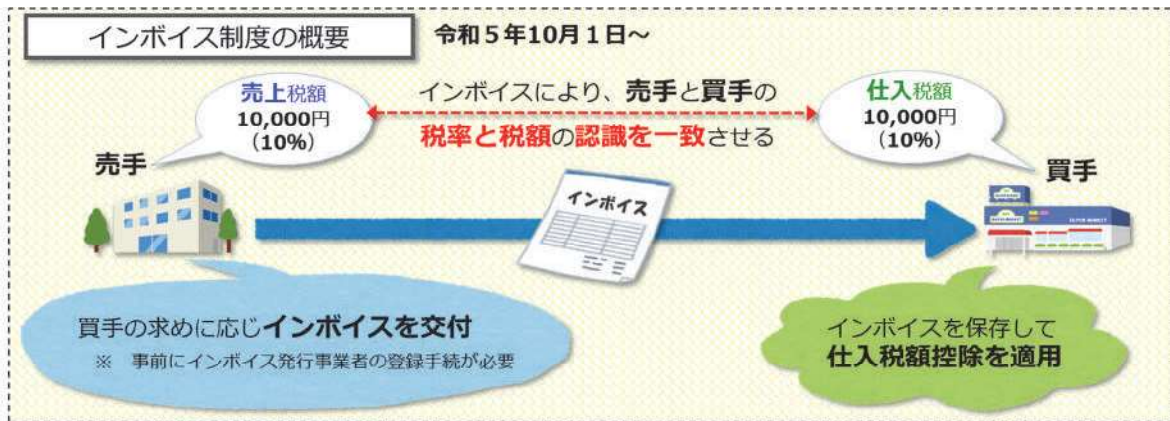 インボイス制度の概要
令和5年10月1日～
売上税額
10,000円
(10%)
インボイスにより、売手と買手の
税率と税額の認識を一致させる
仕入税額
10,000円
(10%)
売手
買手
インボイス
買手の求めに応じインボイスを交付
※ 事前にインボイス発行事業者の登録手続が必要
インボイスを保存して
仕入税額控除を適用